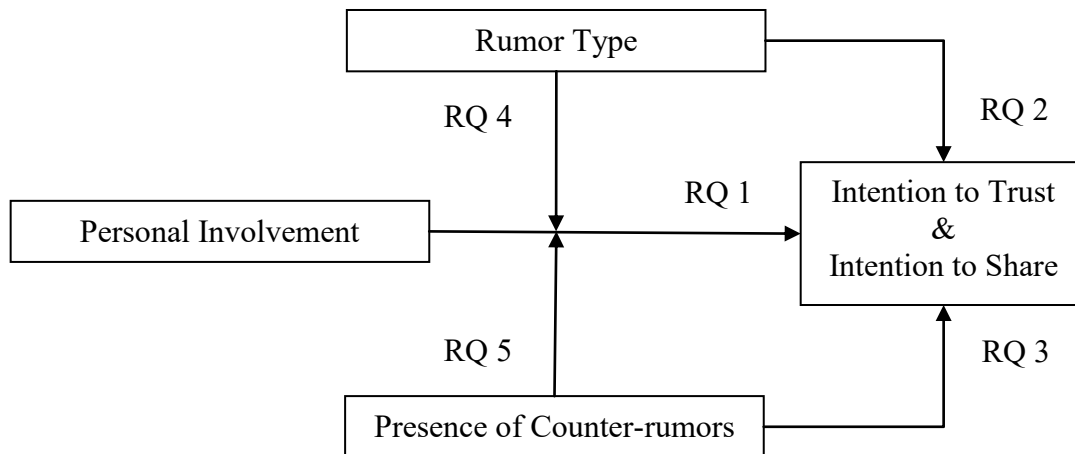 Rumor Type
RQ 4
RQ 2
RQ 1
Personal Involvement
Intention to Trust
&
Intention to Share
RQ 5
RQ 3
Presence of Counter-rumors